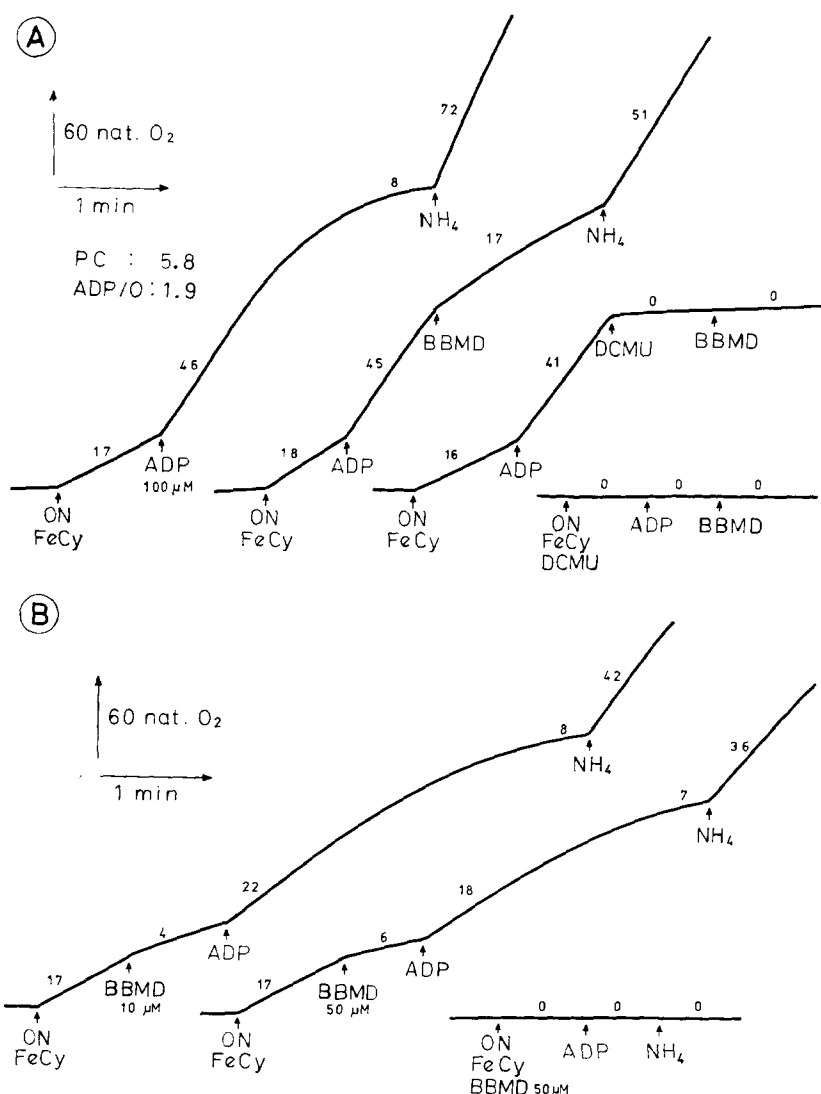 A
60 nat. O₂
1 min
PC : 5.8
ADP/O : 1.9
17
46
8
72
ON
FeCy
ADP
100 µM
NH₄
18
45
17
51
ON
FeCy
ADP
BBMD
NH₄
16
41
0
0
ON
FeCy
ADP
DCMU
BBMD
0
0
0
ON
FeCy
DCMU
ADP
BBMD
B
60 nat. O₂
1 min
17
4
22
8
42
ON
FeCy
BBMD
10 µM
ADP
NH₄
17
6
18
7
36
ON
FeCy
BBMD
50 µM
ADP
NH₄
0
0
0
ON
FeCy
BBMD 50µM
ADP
NH₄